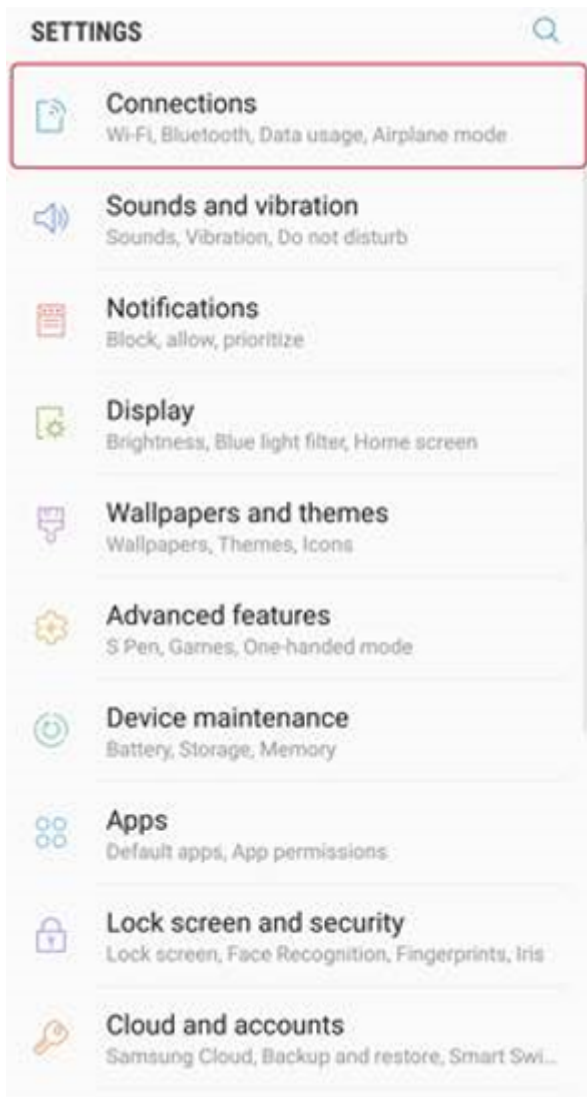 SETTINGS
Connections
Wi-Fi, Bluetooth, Data usage, Airplane mode
Sounds and vibration
Sounds, Vibration, Do not disturb
Notifications
Block, allow, prioritize
Display
Brightness, Blue light filter, Home screen
Wallpapers and themes
Wallpapers, Themes, Icons
Advanced features
S Pen, Games, One-handed mode
Device maintenance
Battery, Storage, Memory
Apps
Default apps, App permissions
Lock screen and security
Lock screen, Face Recognition, Fingerprints, Iris
Cloud and accounts
Samsung Cloud, Backup and restore, Smart Swi...